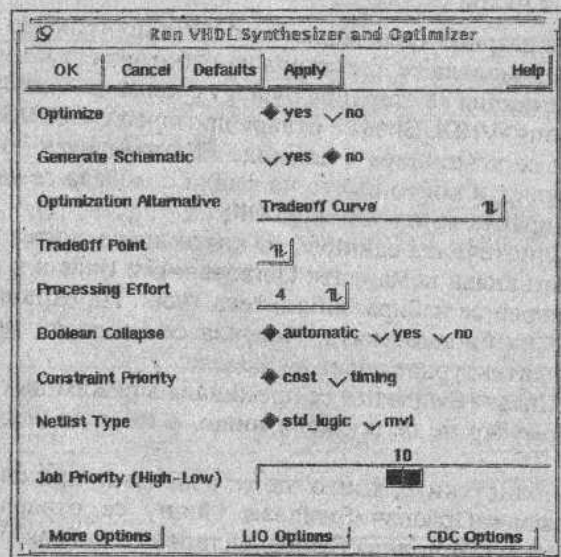 Run VHDL Synthesizer and Optimizer
OK Cancel Defaults Apply Help
Optimize yes no
Generate Schematic yes no
Optimization Alternative Tradeoff Curve
TradeOff Point
Processing Effort 4
Boolean Collapse automatic yes no
Constraint Priority cost timing
Netlist Type std_logic mvl
10
Job Priority (High-Low)
More Options LIO Options CDC Options